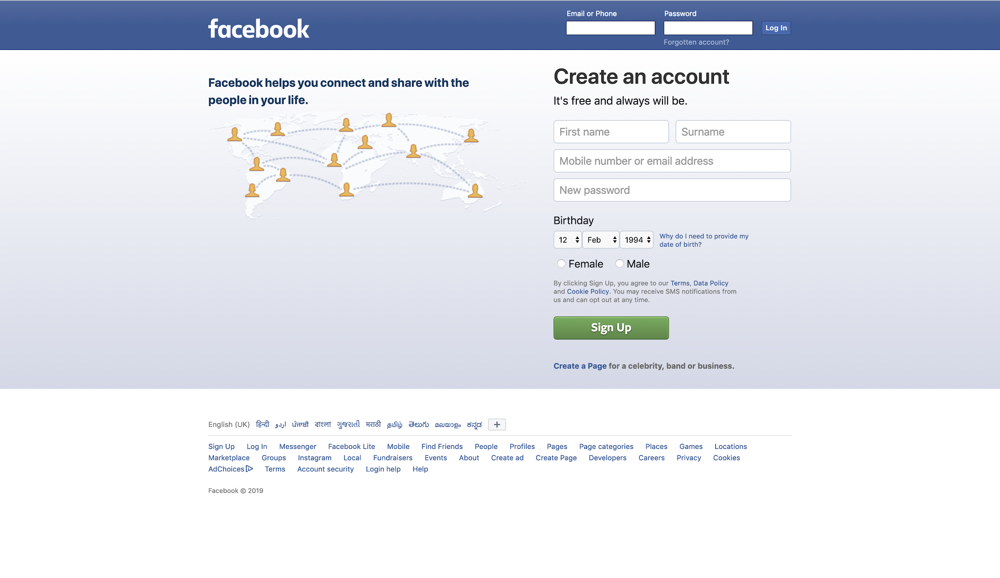 facebook
Email or Phone
Password
Log In
Forgotten account?
Facebook helps you connect and share with the
people in your life.
Create an account
It's free and always will be.
First name
Surname
Mobile number or email address
New password
Birthday
12
Feb
1994
Why do I need to provide my
date of birth?
Female
Male
By clicking Sign Up, you agree to our Terms, Data Policy
and Cookie Policy. You may receive SMS notifications from
us and can opt out at any time.
Sign Up
Create a Page for a celebrity, band or business.
English (UK) हिन्दी اردو ਪੰਜਾਬੀ বাংলা ગુજરાતી मराठी தமிழ் తెలుగు മലയാളം ಕನ್ನಡ +
Sign Up Log In Messenger Facebook Lite Mobile Find Friends People Profiles Pages Page categories Places Games Locations
Marketplace Groups Instagram Local Fundraisers Events About Create ad Create Page Developers Careers Privacy Cookies
AdChoices Terms Account security Login help Help
Facebook © 2019